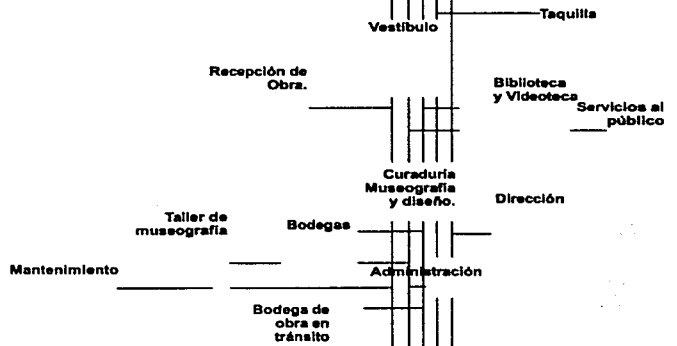 Taquilla
Vestíbulo
Recepción de
Obra.
Biblioteca
y Videoteca
Servicios al
público
Curaduría
Museografía
y diseño.
Dirección
Taller de
museografía
Bodegas
Mantenimiento
Administración
Bodega de
obra en
tránsito